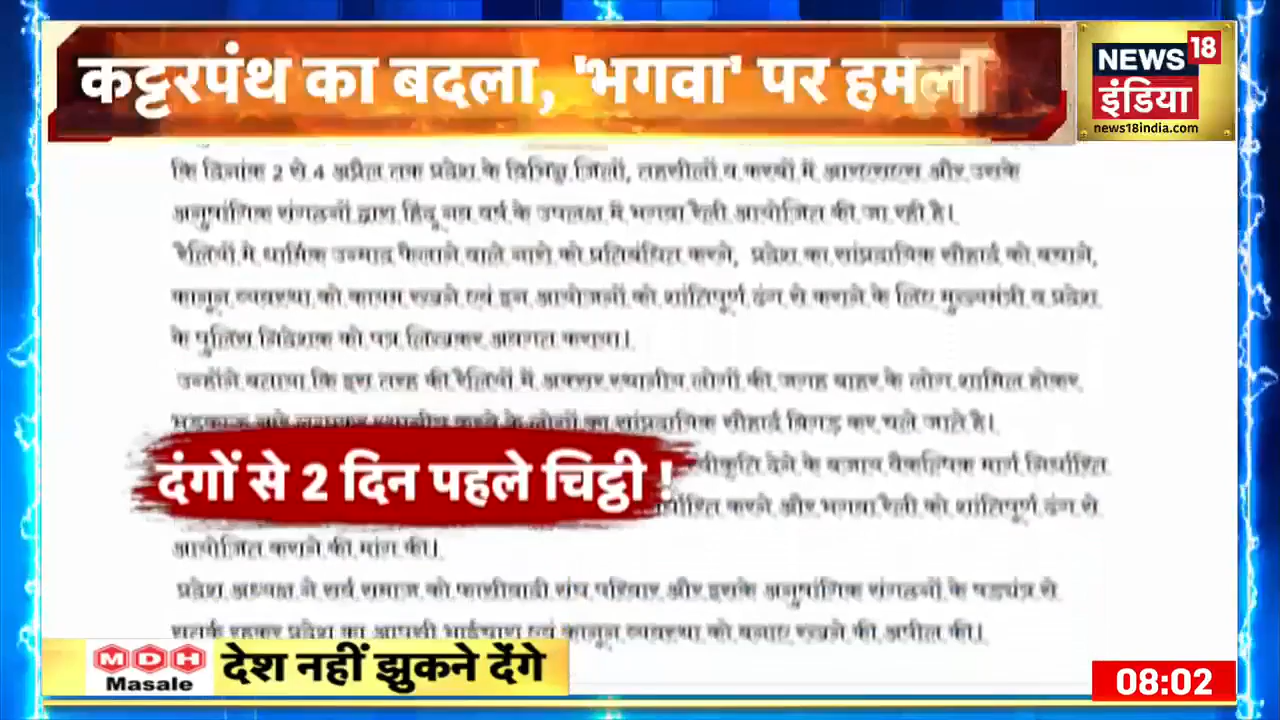 कट्टरपंथ का बदला, 'भगवा' पर हमला
NEWS 18
इंडिया
news18india.com
कि दिनांक 2 से 4 अप्रैल तक प्रदेश के विभिन्न जिलों, तहसीलों व कस्बों में आरएसएस और उसके
अनुषांगिक संगठनों द्वारा हिंदू नव वर्ष के उपलक्ष में भगवा रैली आयोजित की जा रही है।
रैलियों में धार्मिक उन्माद फैलाने वाले नारो को प्रतिबंधित करने, प्रदेश का सांप्रदायिक सौहार्द को बचाने,
कानून व्यवस्था को कायम रखने एवं इन आयोजनों को शांतिपूर्ण ढंग से कराने के लिए मुख्यमंत्री व प्रदेश
के पुलिस निदेशक को पत्र लिखकर अवगत कराया।
उन्होंने बताया कि इस तरह की रैलियों में अक्सर स्थानीय लोगों की जगह बाहर के लोग शामिल होकर
के लोगों का सांप्रदायिक सौहार्द बिगाड़ कर चले जाते है।
दंगों से 2 दिन पहले चिट्ठी !
देने के बजाय वैकल्पिक मार्ग निर्धारित
करने और भगवा रैली को शांतिपूर्ण ढंग से
आयोजित कराने की मांग की।
प्रदेश अध्यक्ष ने सर्व समाज को फासीवादी संघ परिवार और इसके अनुषांगिक संगठनों के षडयंत्र से
सतर्क रहकर प्रदेश का आपसी भाईचारा एवं कानून व्यवस्था को बनाए रखने की अपील की।
MDH
Masale
देश नहीं झुकने देंगे
08:02